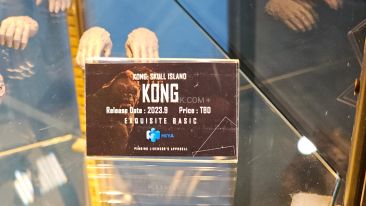 KONG: SKULL ISLAND
KONG
Release Date : 2023.9 Price : TBD
EXQUISITE BASIC
HIYA
PENDING LICENSOR'S APPROVAL